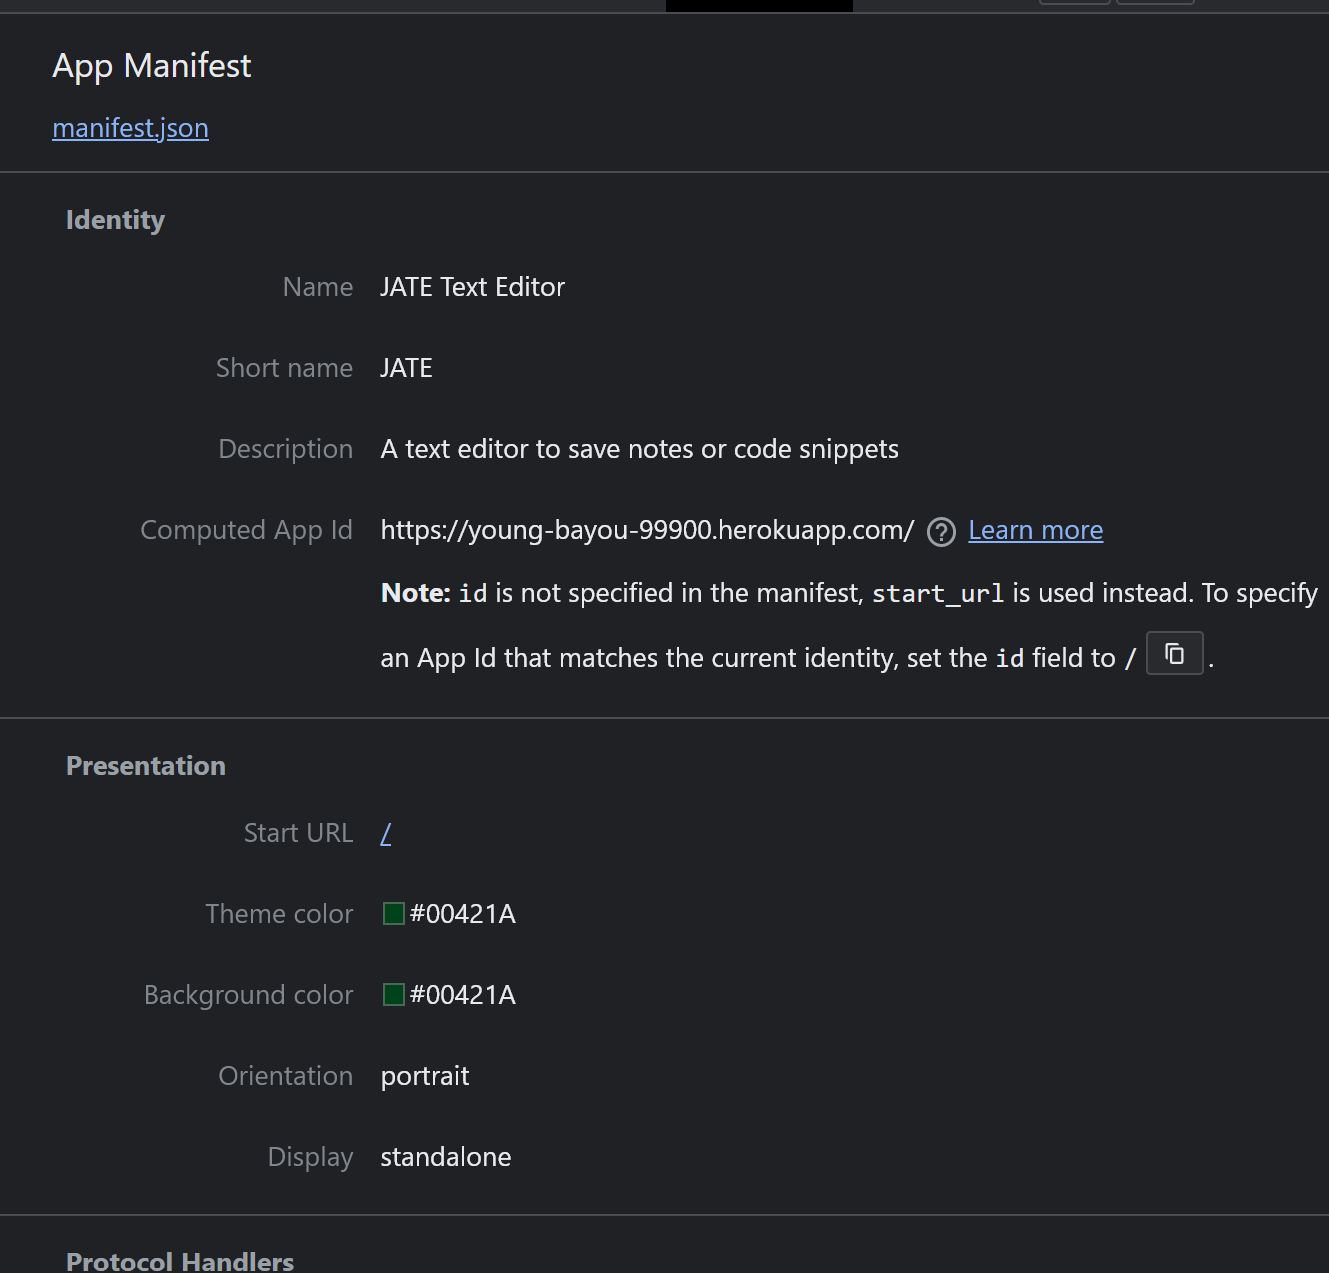 App Manifest
manifest.json
Identity
Name JATE Text Editor
Short name JATE
Description A text editor to save notes or code snippets
Computed App Id https://young-bayou-99900.herokuapp.com/ ? Learn more
Note: id is not specified in the manifest, start_url is used instead. To specify
an App Id that matches the current identity, set the id field to / .
Presentation
Start URL /
Theme color #00421A
Background color #00421A
Orientation portrait
Display standalone
Protocol Handlers